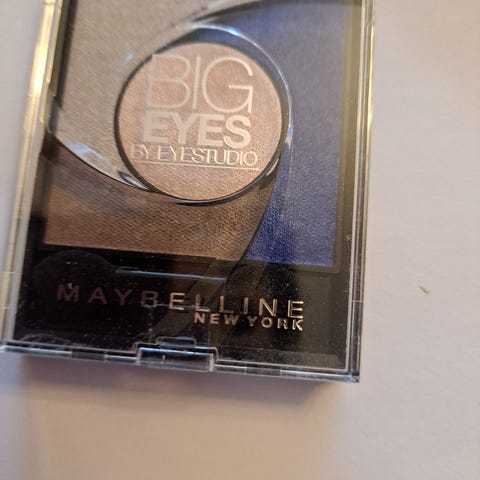 BIG
EYES
BY EYESTUDIO
MAYBELLINE
NEW YORK